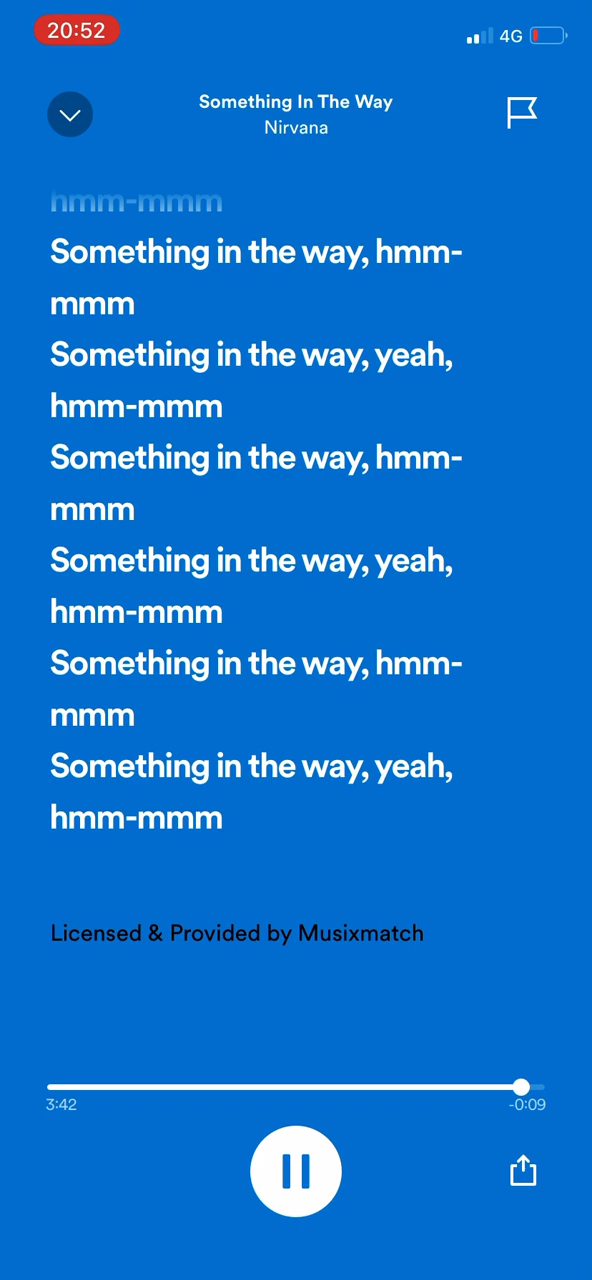 20:52
4G
Something In The Way
Nirvana
hmm-mmm
Something in the way, hmm-
mmm
Something in the way, yeah,
hmm-mmm
Something in the way, hmm-
mmm
Something in the way, yeah,
hmm-mmm
Something in the way, hmm-
mmm
Something in the way, yeah,
hmm-mmm
Licensed & Provided by Musixmatch
3:42
-0:09